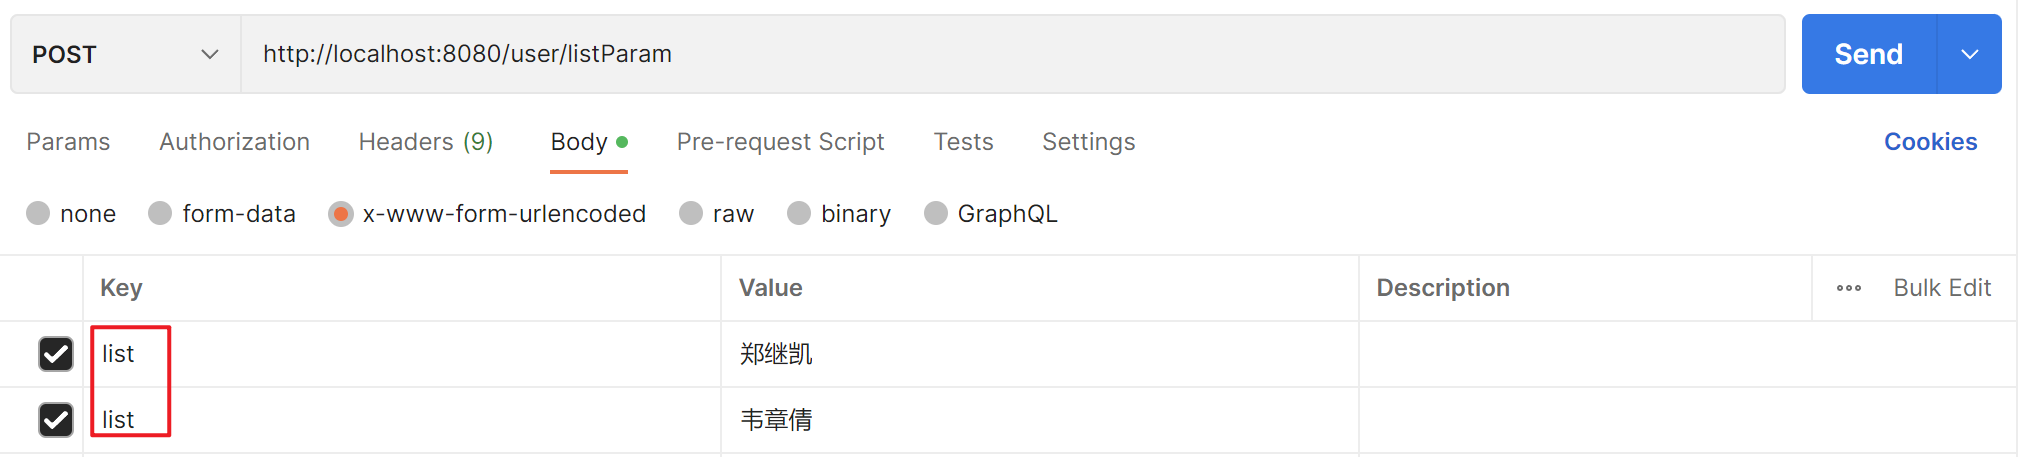 POST http://localhost:8080/user/listParam Send
Params Authorization Headers (9) Body Pre-request Script Tests Settings Cookies
none form-data x-www-form-urlencoded raw binary GraphQL
Key Value Description Bulk Edit
list 郑继凯
list 韦章倩